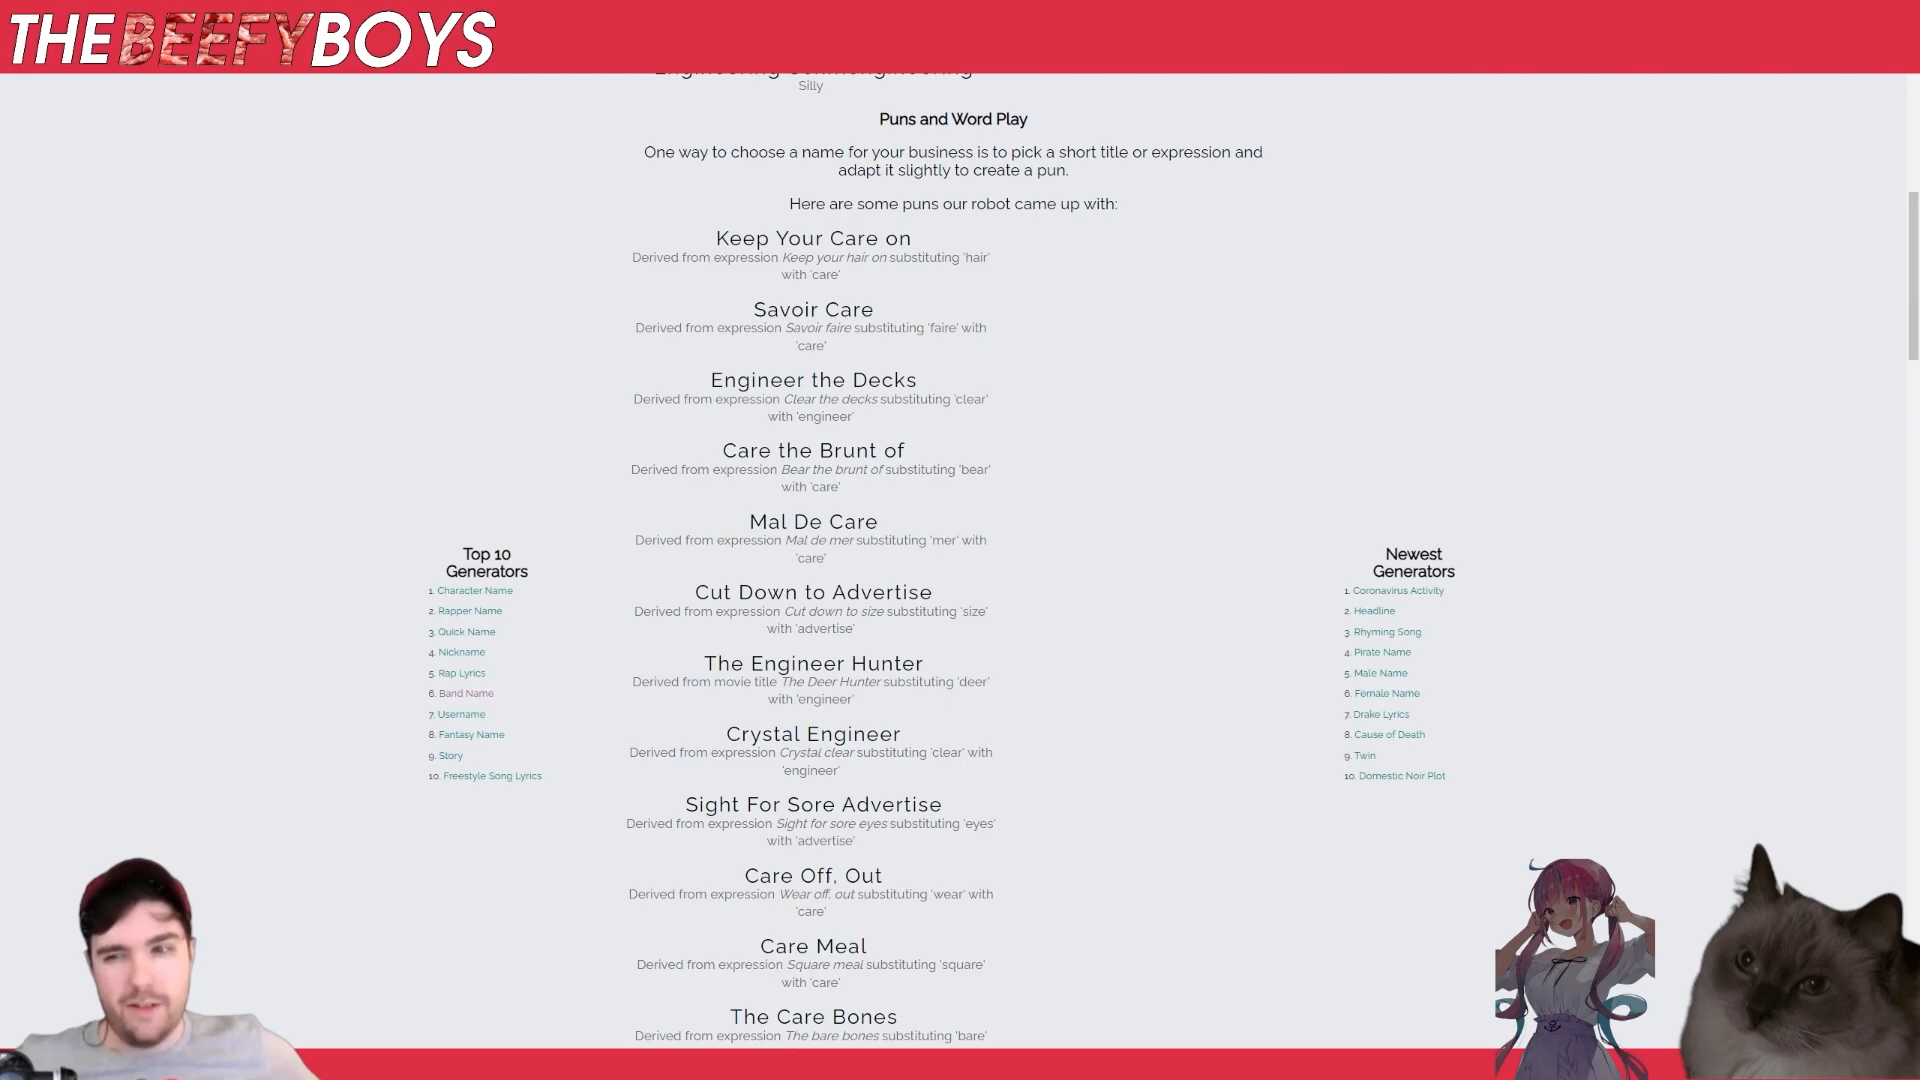 THEBEEFYBOYS
Silly
Puns and Word Play
One way to choose a name for your business is to pick a short title or expression and
adapt it slightly to create a pun.
Here are some puns our robot came up with:
Keep Your Care on
Derived from expression Keep your hair on substituting 'hair'
with 'care'
Savoir Care
Derived from expression Savoir faire substituting 'faire' with
'care'
Engineer the Decks
Derived from expression Clear the decks substituting 'clear'
with 'engineer'
Care the Brunt of
Derived from expression Bear the brunt of substituting 'bear'
with 'care'
Mal De Care
Derived from expression Mal de mer substituting 'mer' with
'care'
Cut Down to Advertise
Derived from expression Cut down to size substituting 'size'
with 'advertise'
The Engineer Hunter
Derived from movie title The Deer Hunter substituting 'deer'
with 'engineer'
Crystal Engineer
Derived from expression Crystal clear substituting 'clear' with
'engineer'
Sight For Sore Advertise
Derived from expression Sight for sore eyes substituting 'eyes'
with 'advertise'
Care Off, Out
Derived from expression Wear off, out substituting 'wear' with
'care'
Care Meal
Derived from expression Square meal substituting 'square'
with 'care'
The Care Bones
Derived from expression The bare bones substituting 'bare'
Top 10
Generators
1. Character Name
2. Rapper Name
3. Quick Name
4. Nickname
5. Rap Lyrics
6. Band Name
7. Username
8. Fantasy Name
9. Story
10. Freestyle Song Lyrics
Newest
Generators
1. Coronavirus Activity
2. Headline
3. Rhyming Song
4. Pirate Name
5. Male Name
6. Female Name
7. Drake Lyrics
8. Cause of Death
9. Twin
10. Domestic Noir Plot